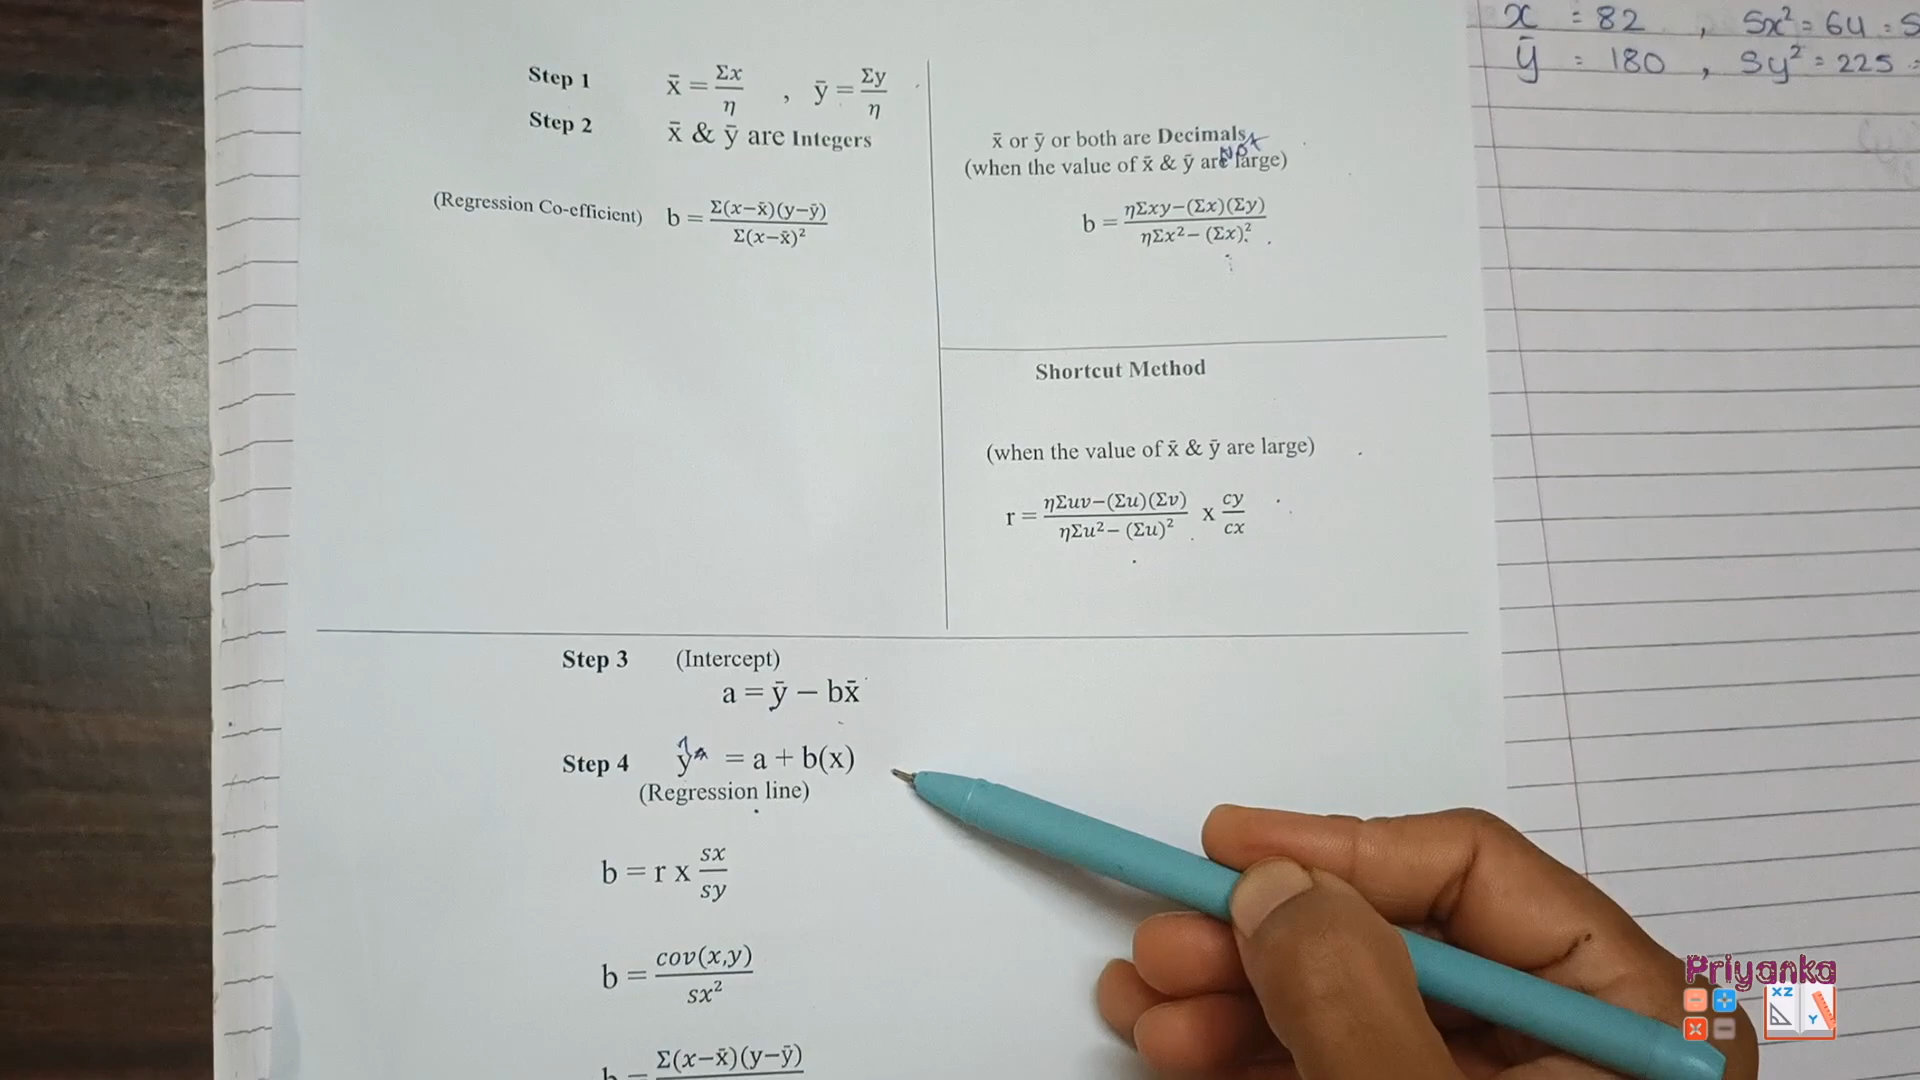 Step 1 x̄ = Σx/η , ȳ = Σy/η
Step 2 x̄ & ȳ are Integers
(Regression Co-efficient) b = Σ(x−x̄)(y−ȳ)/Σ(x−x̄)²
x̄ or ȳ or both are Decimals
(when the value of x̄ & ȳ are NOT large)
b = ηΣxy−(Σx)(Σy)/ηΣx²− (Σx)²
Shortcut Method
(when the value of x̄ & ȳ are large)
r = ηΣuv−(Σu)(Σv)/ηΣu²− (Σu)² x cy/cx
Step 3 (Intercept)
a = ȳ − bx̄
Step 4 ŷ = a + b(x)
(Regression line)
b = r x sx/sy
b = cov(x,y)/sx²
b = Σ(x−x̄)(y−ȳ)
x̄ = 82 , Sx² = 64
ȳ = 180 , Sy² = 225
Priyanka
XZ
Y